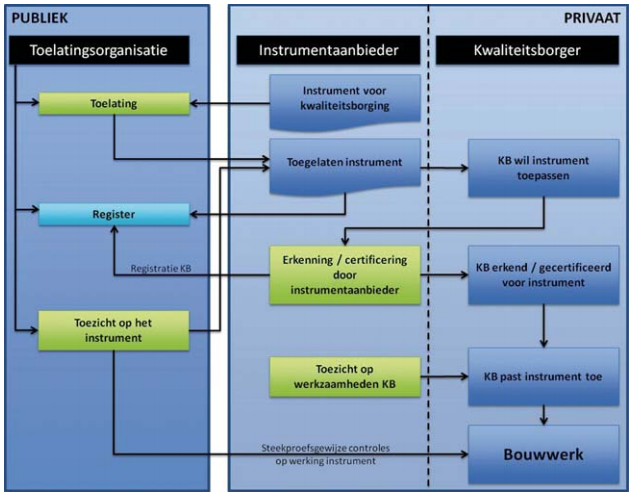 PUBLIEK
PRIVAAT
Toelatingsorganisatie
Instrumentaanbieder
Kwaliteitsborger
Toelating
Instrument voor
kwaliteitsborging
Toegelaten instrument
KB wil instrument
toepassen
Register
Registratie KB
Erkenning / certificering
door
instrumentaanbieder
KB erkend / gecertificeerd
voor instrument
Toezicht op het
instrument
Toezicht op
werkzaamheden KB
KB past instrument toe
Steekproefsgewijze controles
op werking instrument
Bouwwerk